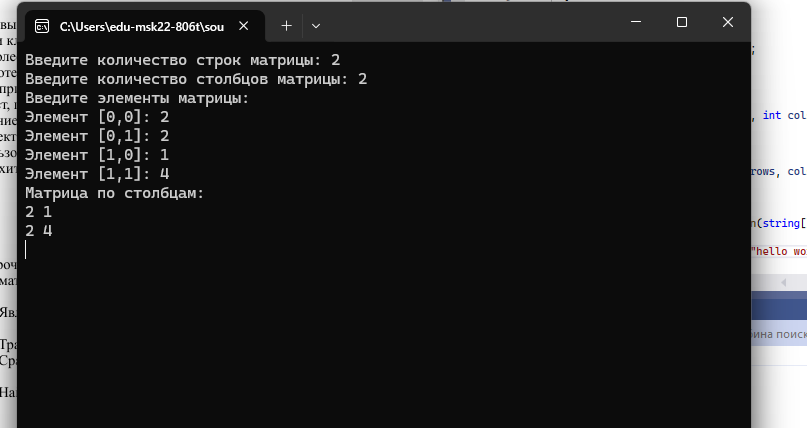 C:\Users\edu-msk22-806t\sou
Введите количество строк матрицы: 2
Введите количество столбцов матрицы: 2
Введите элементы матрицы:
Элемент [0,0]: 2
Элемент [0,1]: 2
Элемент [1,0]: 1
Элемент [1,1]: 4
Матрица по столбцам:
2 1
2 4
, int col
rows, col
(string[
"hello wo